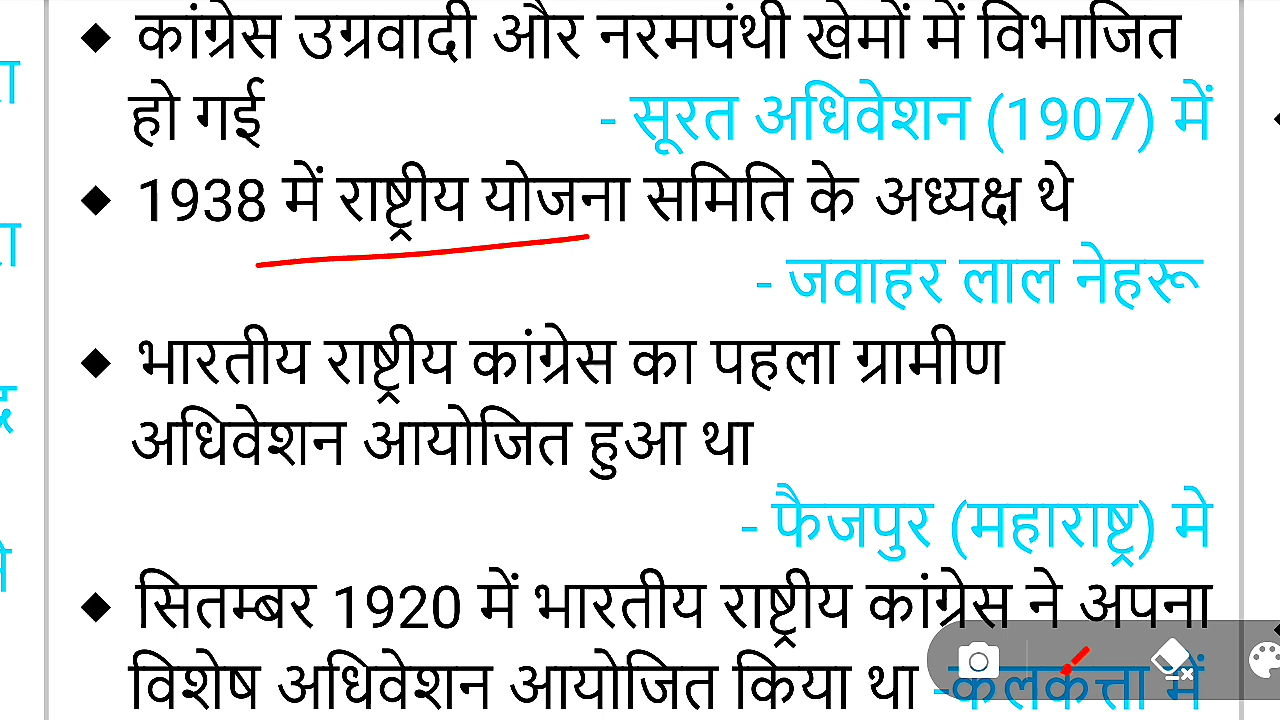 ◆ कांग्रेस उग्रवादी और नरमपंथी खेमों में विभाजित
हो गई - सूरत अधिवेशन (1907) में
◆ 1938 में राष्ट्रीय योजना समिति के अध्यक्ष थे
- जवाहर लाल नेहरू
◆ भारतीय राष्ट्रीय कांग्रेस का पहला ग्रामीण
अधिवेशन आयोजित हुआ था
- फैजपुर (महाराष्ट्र) मे
◆ सितम्बर 1920 में भारतीय राष्ट्रीय कांग्रेस ने अपना
विशेष अधिवेशन आयोजित किया था -कलकत्ता में